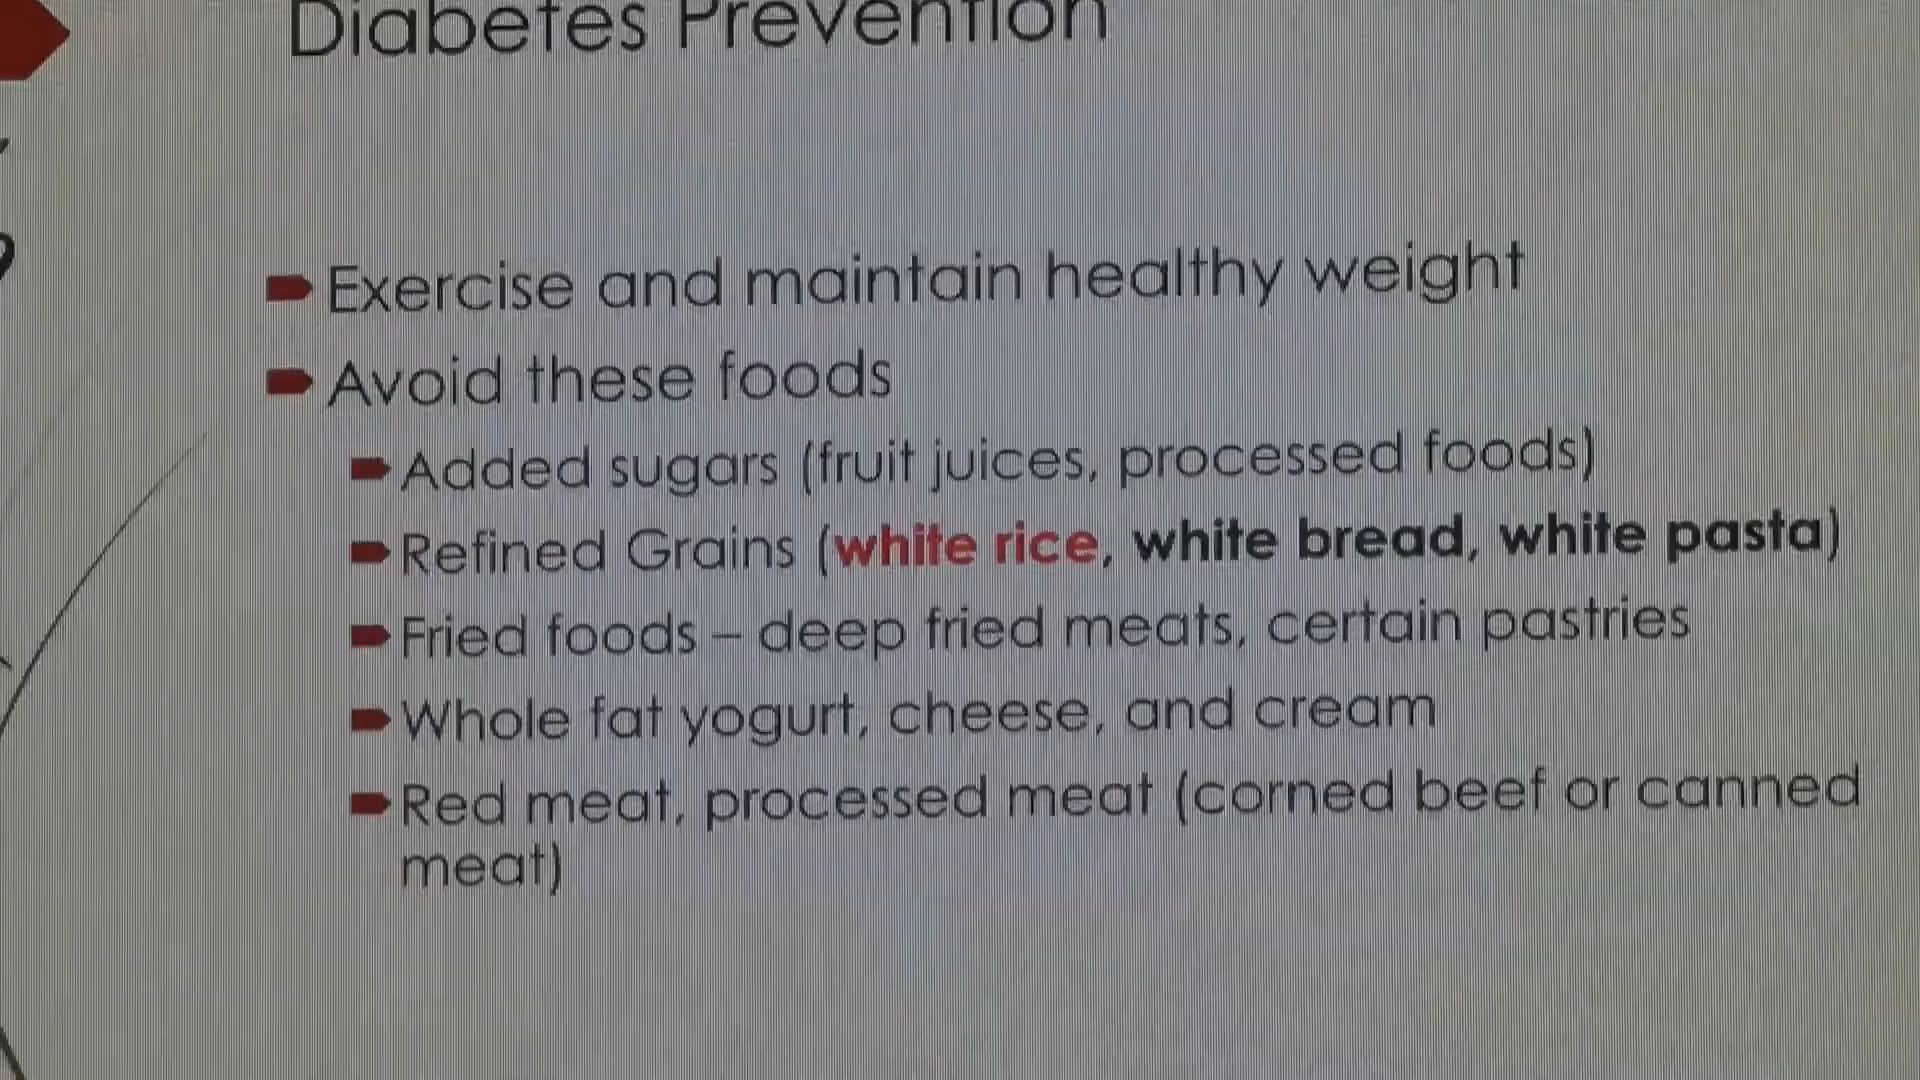 Diabetes Prevention
Exercise and maintain healthy weight
Avoid these foods
Added sugars (fruit juices, processed foods)
Refined Grains (white rice, white bread, white pasta)
Fried foods – deep fried meats, certain pastries
Whole fat yogurt, cheese, and cream
Red meat, processed meat (corned beef or canned
meat)